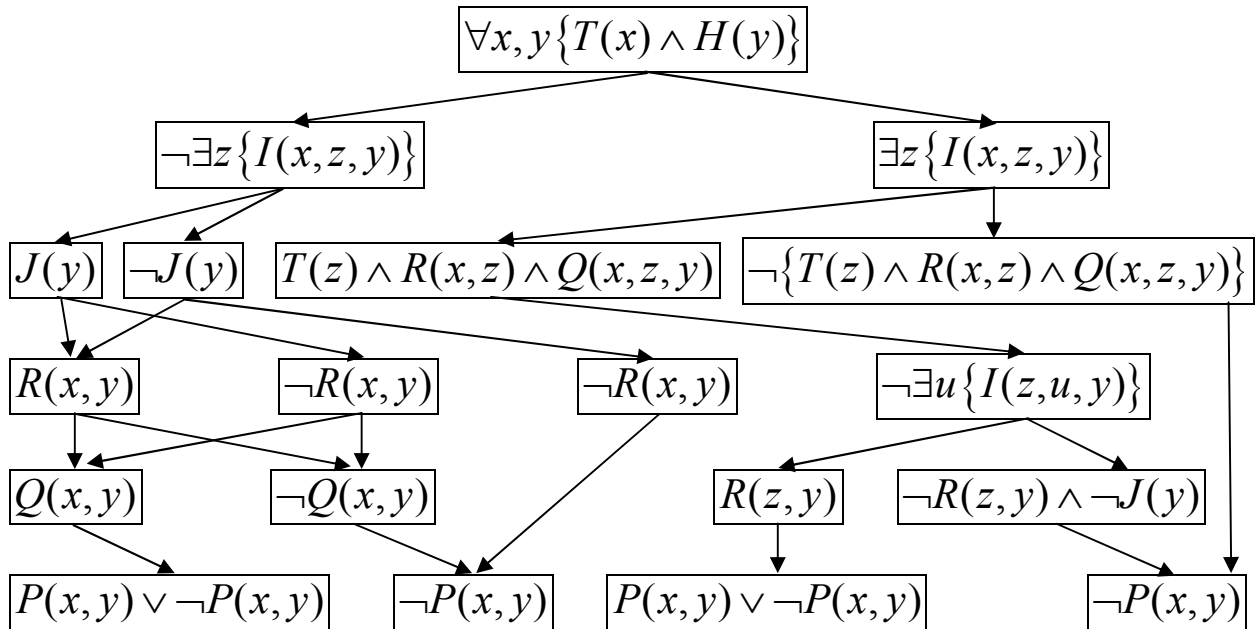 ∀x, y{T(x) ∧ H(y)}
¬∃z{I(x, z, y)} ∃z{I(x, z, y)}
J(y) ¬J(y) T(z) ∧ R(x, z) ∧ Q(x, z, y) ¬{T(z) ∧ R(x, z) ∧ Q(x, z, y)}
R(x, y) ¬R(x, y) ¬R(x, y) ¬∃u{I(z, u, y)}
Q(x, y) ¬Q(x, y) R(z, y) ¬R(z, y) ∧ ¬J(y)
P(x, y) ∨ ¬P(x, y) ¬P(x, y) P(x, y) ∨ ¬P(x, y) ¬P(x, y)